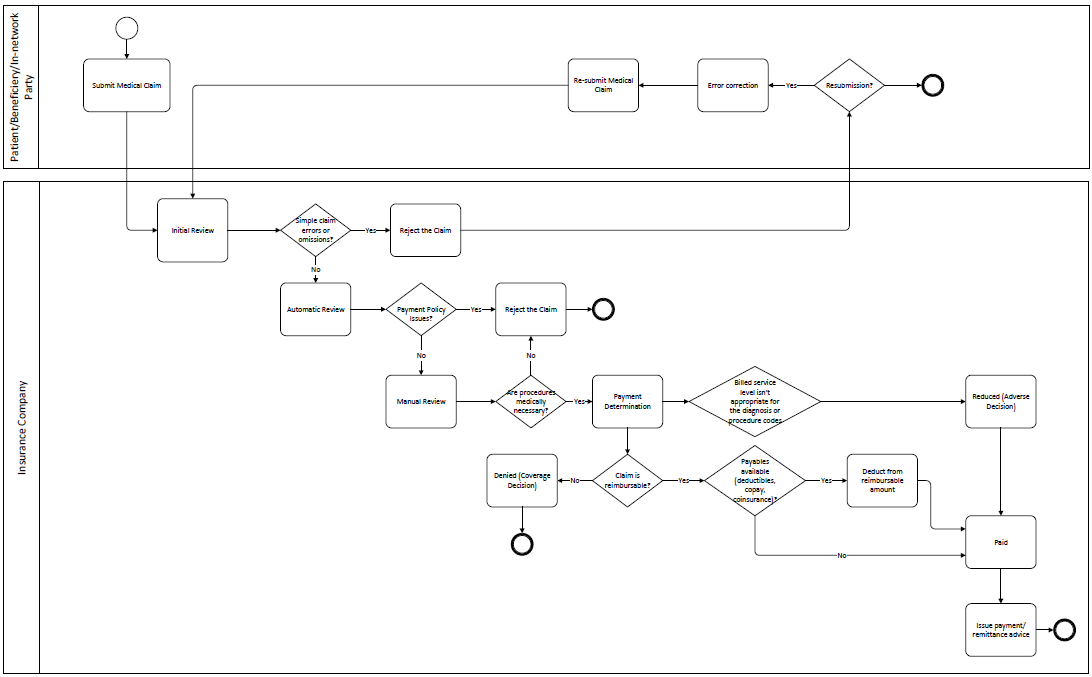 Patient/Beneficiery/In-network
Party
Submit Medical Claim
Re-submit Medical
Claim
Error correction
Yes
Resubmission?
Insurance Company
Initial Review
Simple claim
errors or
omissions?
Yes
Reject the Claim
No
Automatic Review
Payment Policy
issues?
Yes
Reject the Claim
No
No
Manual Review
Are procedures
medically
necessary?
Yes
Payment
Determination
Billed service
level isn't
appropriate for
the diagnosis or
procedure codes
Reduced (Adverse
Decision)
Denied (Coverage
Decision)
No
Claim is
reimbursable?
Yes
Payables
available
(deductibles,
copay,
coinsurance)?
Yes
Deduct from
reimbursable
amount
No
Paid
Issue payment/
remittance advice